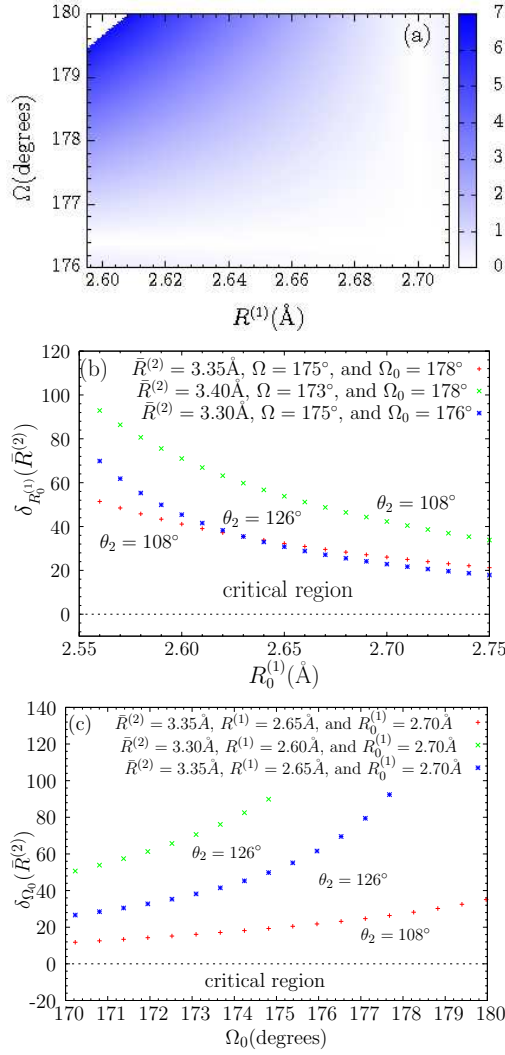 (a)
180
179
178
177
176
Ω(degrees)
2.60 2.62 2.64 2.66 2.68 2.70
R⁽¹⁾(Å)
7
6
5
4
3
2
1
0
(b)
R̄⁽²⁾ = 3.35Å, Ω = 175°, and Ω₀ = 178°
R̄⁽²⁾ = 3.40Å, Ω = 173°, and Ω₀ = 178°
R̄⁽²⁾ = 3.30Å, Ω = 175°, and Ω₀ = 176°
120
100
80
60
40
20
0
δ_{R₀⁽¹⁾}(R̄⁽²⁾)
θ₂ = 108°
θ₂ = 126°
θ₂ = 108°
critical region
2.55 2.60 2.65 2.70 2.75
R₀⁽¹⁾(Å)
(c)
R̄⁽²⁾ = 3.35Å, R⁽¹⁾ = 2.65Å, and R₀⁽¹⁾ = 2.70Å
R̄⁽²⁾ = 3.30Å, R⁽¹⁾ = 2.60Å, and R₀⁽¹⁾ = 2.70Å
R̄⁽²⁾ = 3.35Å, R⁽¹⁾ = 2.65Å, and R₀⁽¹⁾ = 2.70Å
140
120
100
80
60
40
20
0
-20
δ_{Ω₀}(R̄⁽²⁾)
θ₂ = 126°
θ₂ = 126°
θ₂ = 108°
critical region
170 171 172 173 174 175 176 177 178 179 180
Ω₀(degrees)